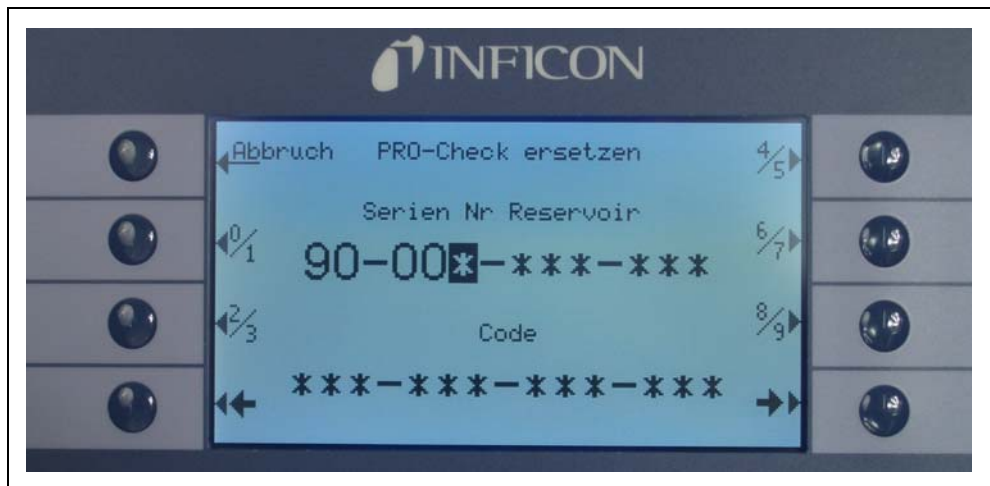 INFICON
Abbruch PRO-Check ersetzen 4/5
Serien Nr Reservoir
0/1 90-00*-***-*** 6/7
2/3 Code 8/9
***-***-***-***